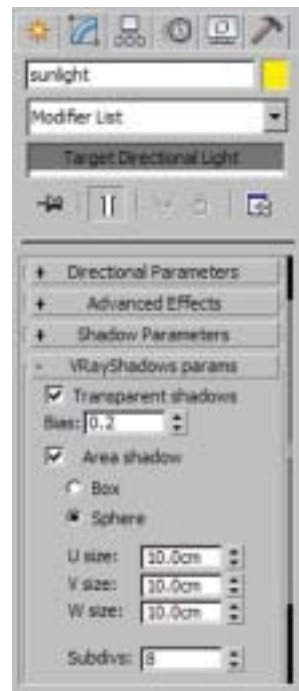 sunlight
Modifier List
Target Directional Light
+ Directional Parameters
+ Advanced Effects
+ Shadow Parameters
- VRayShadows params
Transparent shadows
Bias: 0.2
Area shadow
Box
Sphere
U size: 10.0cm
V size: 10.0cm
W size: 10.0cm
Subdivs: 8